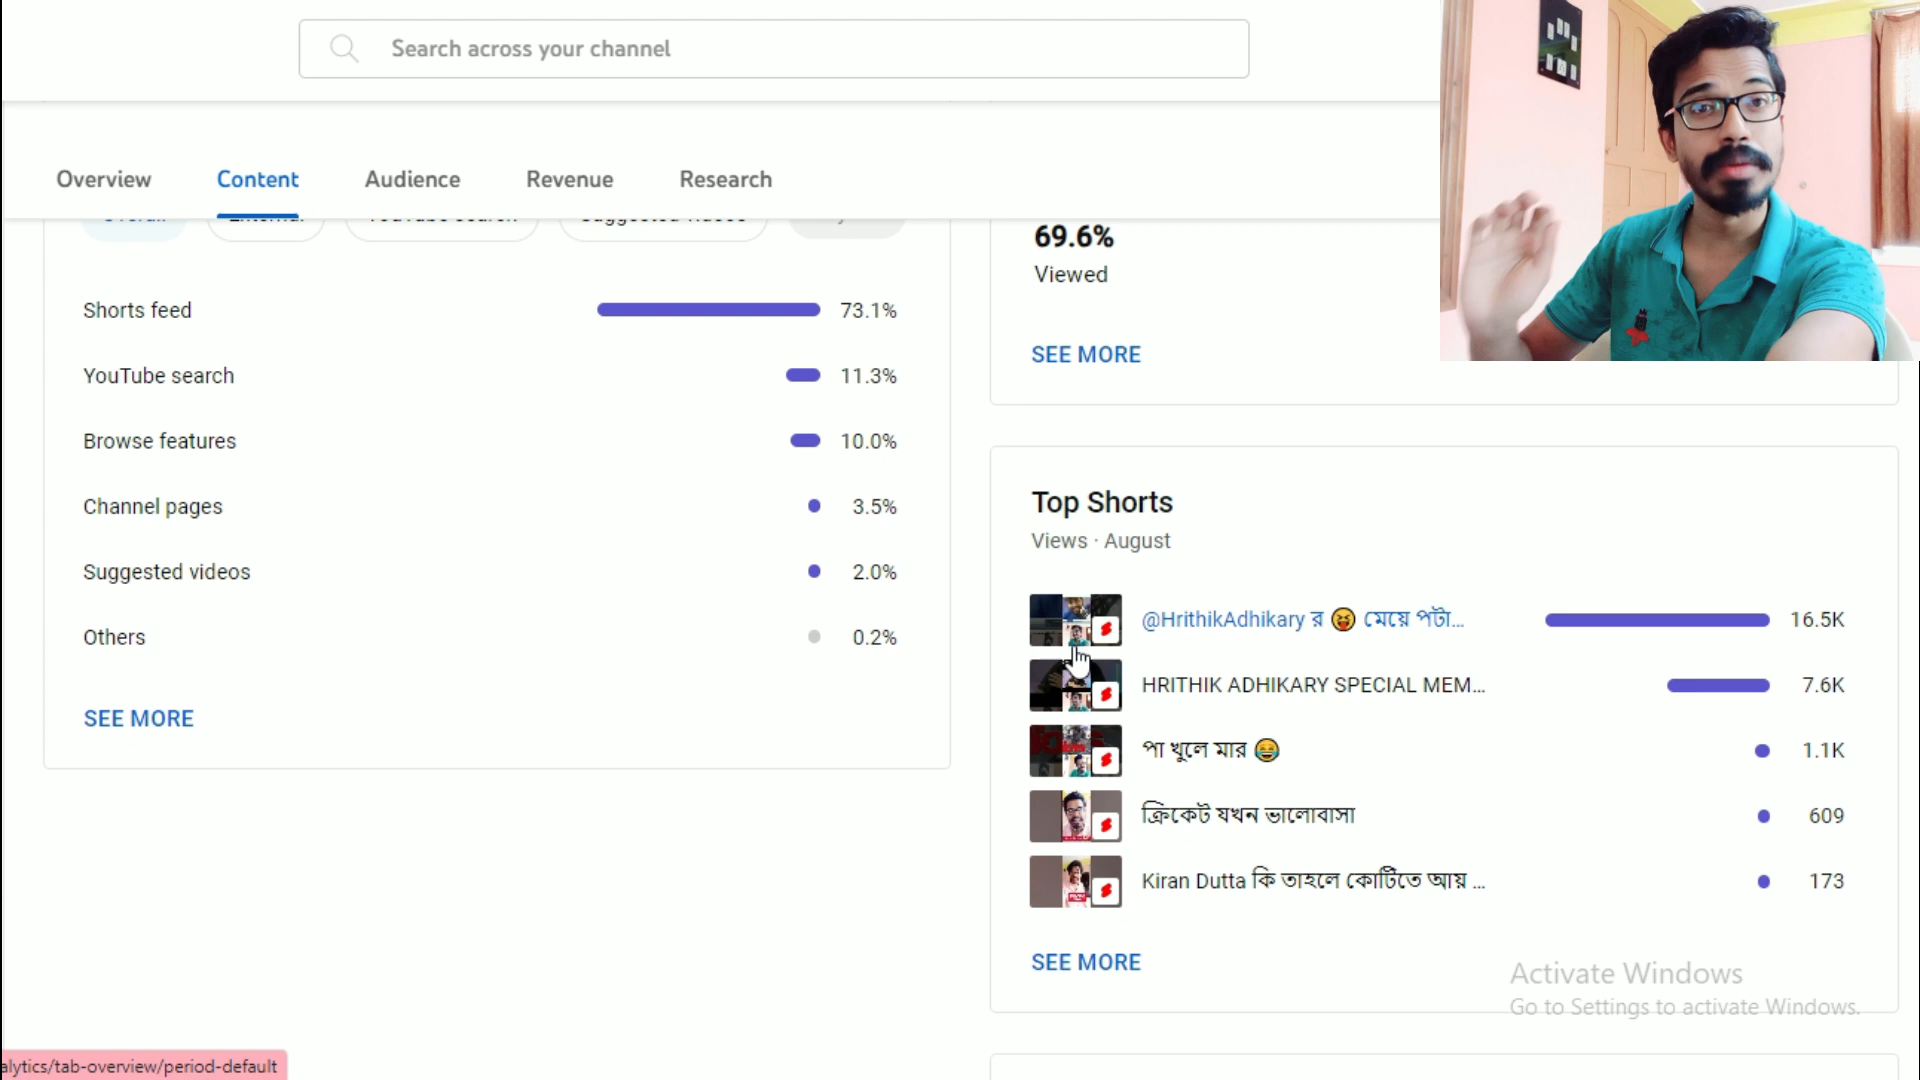 Search across your channel
Overview
Content
Audience
Revenue
Research
69.6%
Viewed
SEE MORE
Shorts feed 73.1%
YouTube search 11.3%
Browse features 10.0%
Channel pages 3.5%
Suggested videos 2.0%
Others 0.2%
SEE MORE
Top Shorts
Views · August
@HrithikAdhikary র 😝 মেয়ে পটা... 16.5K
HRITHIK ADHIKARY SPECIAL MEM... 7.6K
পা খুলে মার 😂 1.1K
ক্রিকেট যখন ভালোবাসা 609
Kiran Dutta কি তাহলে কোটিতে আয় ... 173
SEE MORE
Activate Windows
Go to Settings to activate Windows.
alytics/tab-overview/period-default